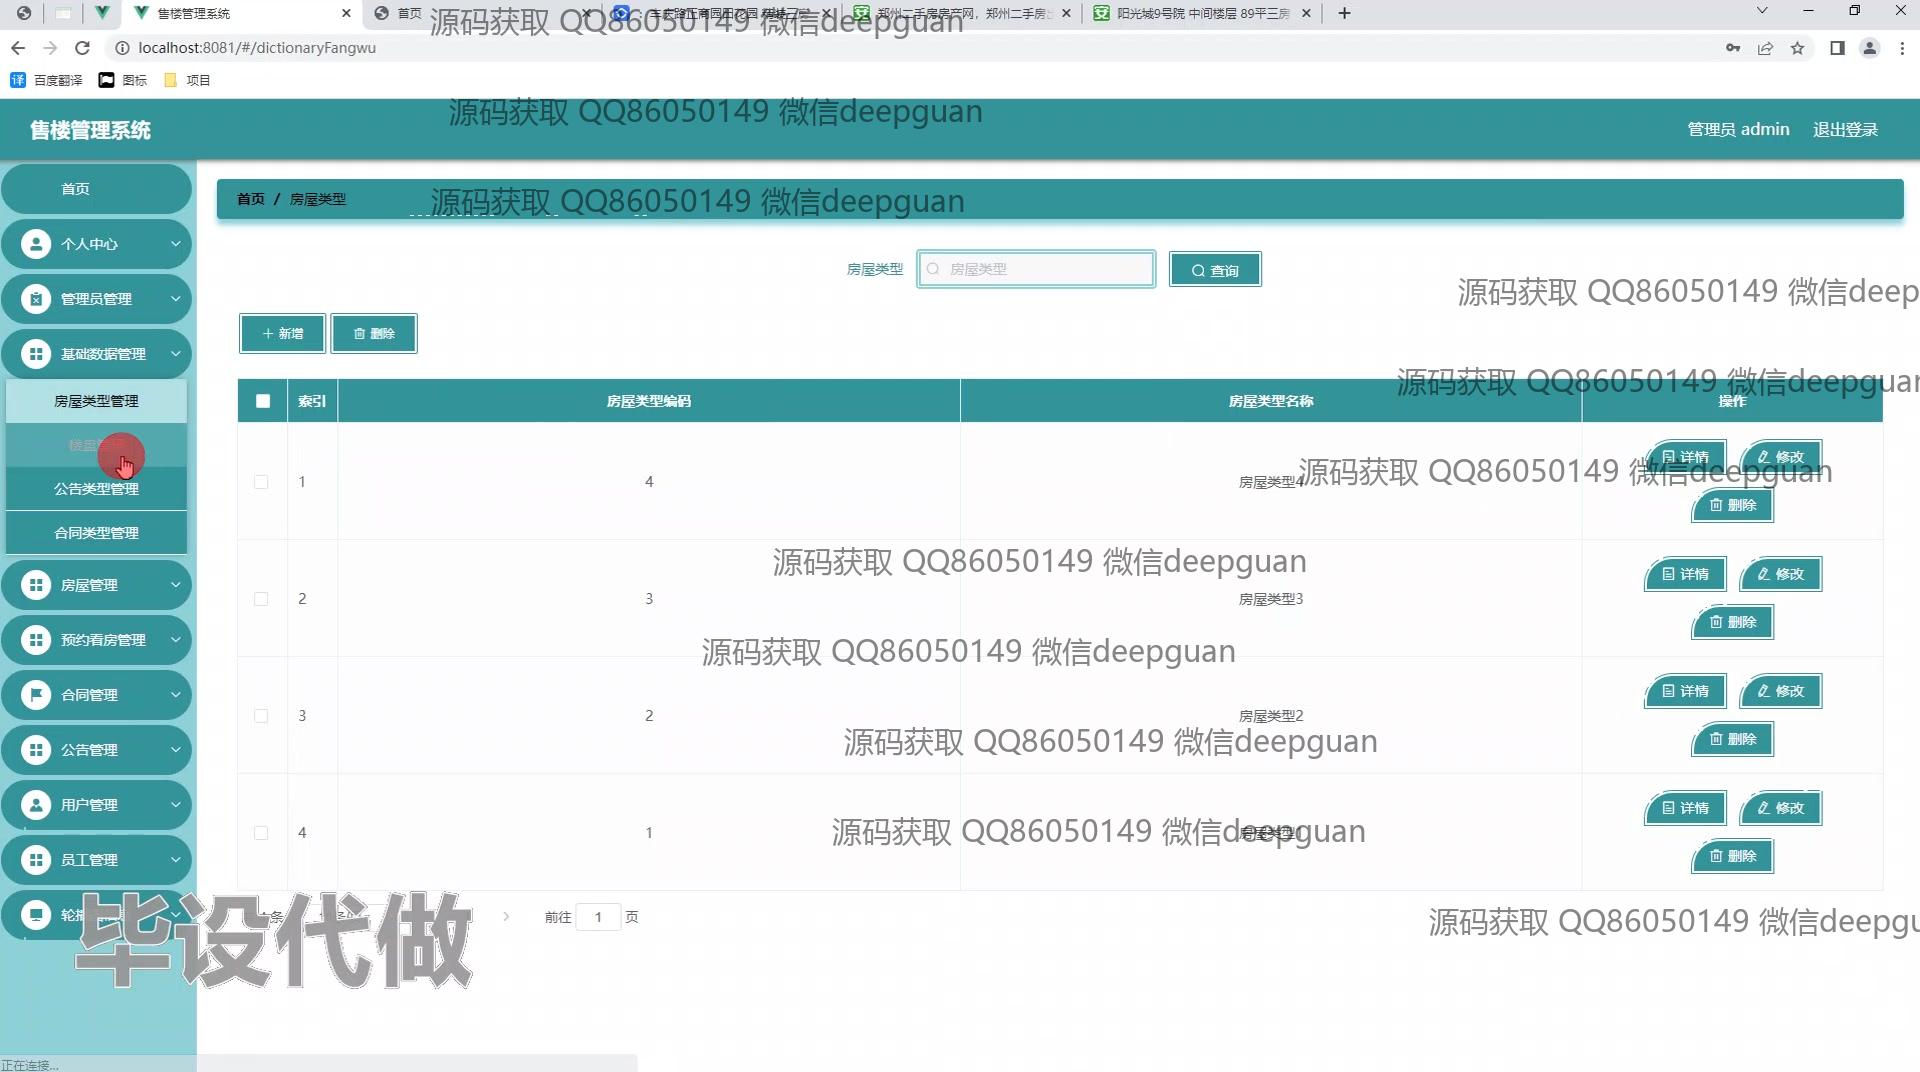 售楼管理系统
首页
郑州二手房房产网，郑州二手房
阳光城9号院 中间楼层 89平三房
源码获取 QQ86050149 微信deepguan
localhost:8081/#/dictionaryFangwu
百度翻译
图标
项目
源码获取 QQ86050149 微信deepguan
售楼管理系统
管理员 admin
退出登录
首页
首页 / 房屋类型
源码获取 QQ86050149 微信deepguan
个人中心
房屋类型
房屋类型
查询
管理员管理
源码获取 QQ86050149 微信deep
新增
删除
基础数据管理
源码获取 QQ86050149 微信deepguan
房屋类型管理
索引
房屋类型编码
房屋类型名称
操作
公告类型管理
合同类型管理
1
4
房屋类型4
详情
修改
删除
源码获取 QQ86050149 微信deepguan
源码获取 QQ86050149 微信deepguan
房屋管理
2
3
房屋类型3
详情
修改
删除
预约看房管理
源码获取 QQ86050149 微信deepguan
合同管理
3
2
房屋类型2
详情
修改
删除
公告管理
源码获取 QQ86050149 微信deepguan
用户管理
4
1
详情
修改
删除
源码获取 QQ86050149 微信deepguan
员工管理
前往
1
页
源码获取 QQ86050149 微信deepgu
毕设代做
正在连接...